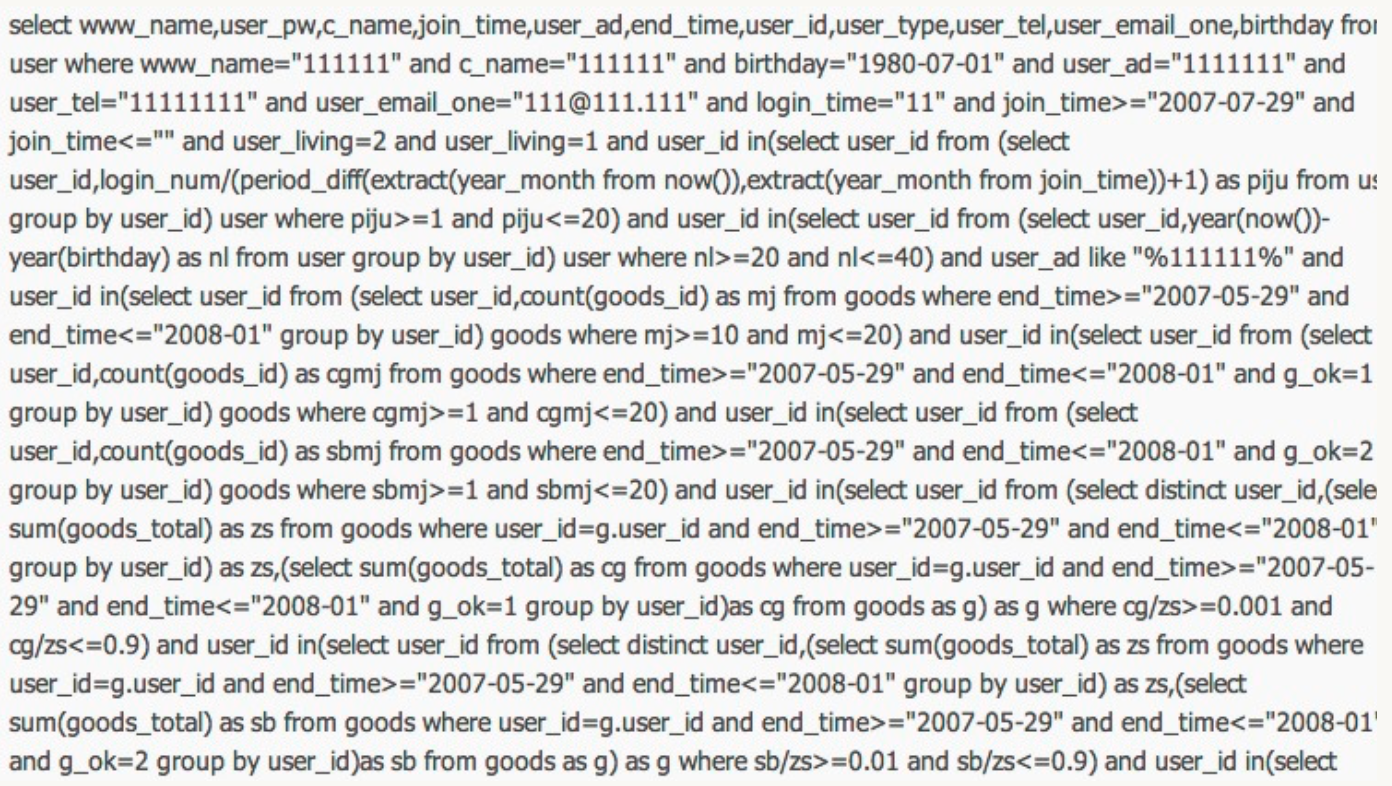 select www_name,user_pw,c_name,join_time,user_ad,end_time,user_id,user_type,user_tel,user_email_one,birthday
user where www_name="111111" and c_name="111111" and birthday="1980-07-01" and user_ad="1111111" and
user_tel="11111111" and user_email_one="111@111.111" and login_time="11" and join_time>="2007-07-29" and
join_time<="" and user_living=2 and user_living=1 and user_id in(select user_id from (select
user_id,login_num/(period_diff(extract(year_month from now()),extract(year_month from join_time))+1) as piju from
group by user_id) user where piju>=1 and piju<=20) and user_id in(select user_id from (select user_id,year(now())-
year(birthday) as nl from user group by user_id) user where nl>=20 and nl<=40) and user_ad like "%111111%" and
user_id in(select user_id from (select user_id,count(goods_id) as mj from goods where end_time>="2007-05-29" and
end_time<="2008-01" group by user_id) goods where mj>=10 and mj<=20) and user_id in(select user_id from (select
user_id,count(goods_id) as cgmj from goods where end_time>="2007-05-29" and end_time<="2008-01" and g_ok=1
group by user_id) goods where cgmj>=1 and cgmj<=20) and user_id in(select user_id from (select
user_id,count(goods_id) as sbmj from goods where end_time>="2007-05-29" and end_time<="2008-01" and g_ok=2
group by user_id) goods where sbmj>=1 and sbmj<=20) and user_id in(select user_id from (select distinct user_id,(sele
sum(goods_total) as zs from goods where user_id=g.user_id and end_time>="2007-05-29" and end_time<="2008-01"
group by user_id) as zs,(select sum(goods_total) as cg from goods where user_id=g.user_id and end_time>="2007-05-
29" and end_time<="2008-01" and g_ok=1 group by user_id)as cg from goods as g) as g where cg/zs>=0.001 and
cg/zs<=0.9) and user_id in(select user_id from (select distinct user_id,(select sum(goods_total) as zs from goods where
user_id=g.user_id and end_time>="2007-05-29" and end_time<="2008-01" group by user_id) as zs,(select
sum(goods_total) as sb from goods where user_id=g.user_id and end_time>="2007-05-29" and end_time<="2008-01"
and g_ok=2 group by user_id)as sb from goods as g) as g where sb/zs>=0.01 and sb/zs<=0.9) and user_id in(select